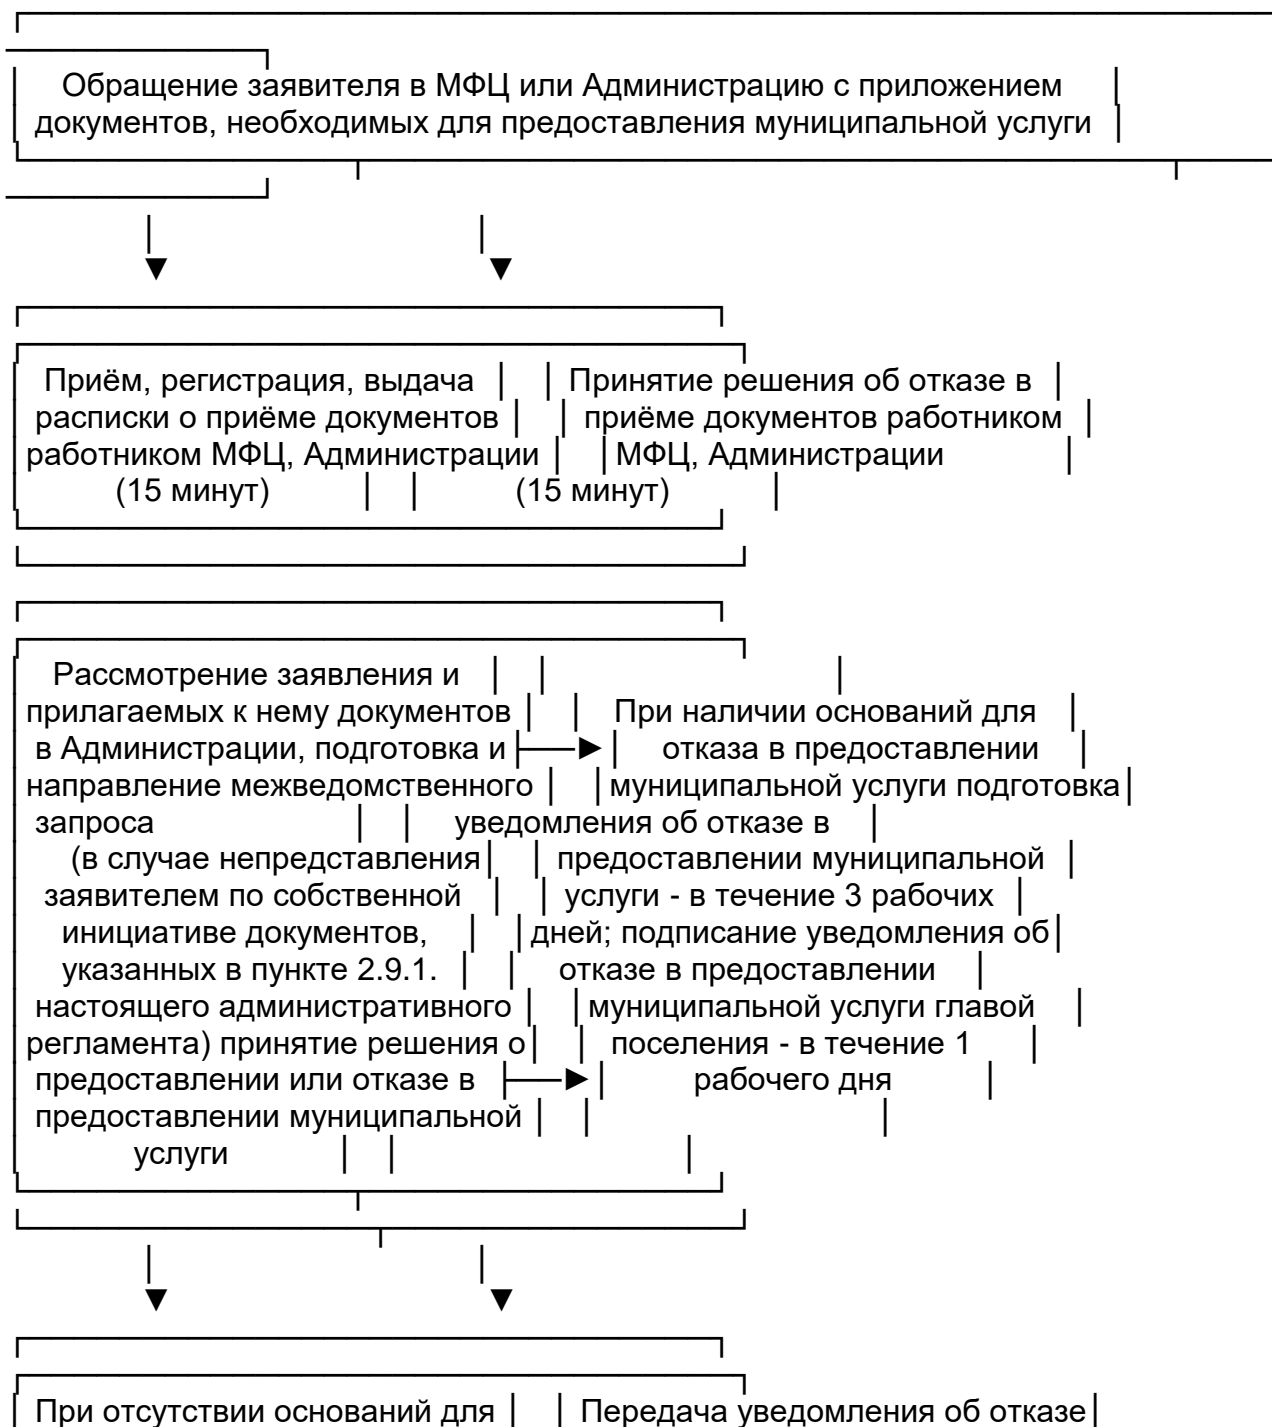 Обращение заявителя в МФЦ или Администрацию с приложением
документов, необходимых для предоставления муниципальной услуги
Приём, регистрация, выдача | | Принятие решения об отказе в
расписки о приёме документов | | приёме документов работником
работником МФЦ, Администрации | | МФЦ, Администрации
(15 минут) | | (15 минут)
Рассмотрение заявления и
прилагаемых к нему документов | | При наличии оснований для
в Администрации, подготовка и ├──►│ отказа в предоставлении
направление межведомственного | | муниципальной услуги подготовка
запроса | | уведомления об отказе в
(в случае непредставления | | предоставлении муниципальной
заявителем по собственной | | услуги - в течение 3 рабочих
инициативе документов, | | дней; подписание уведомления об
указанных в пункте 2.9.1. | | отказе в предоставлении
настоящего административного | | муниципальной услуги главой
регламента) принятие решения о | | поселения - в течение 1
предоставлении или отказе в ├──►│ рабочего дня
предоставлении муниципальной
услуги
При отсутствии оснований для | | Передача уведомления об отказе